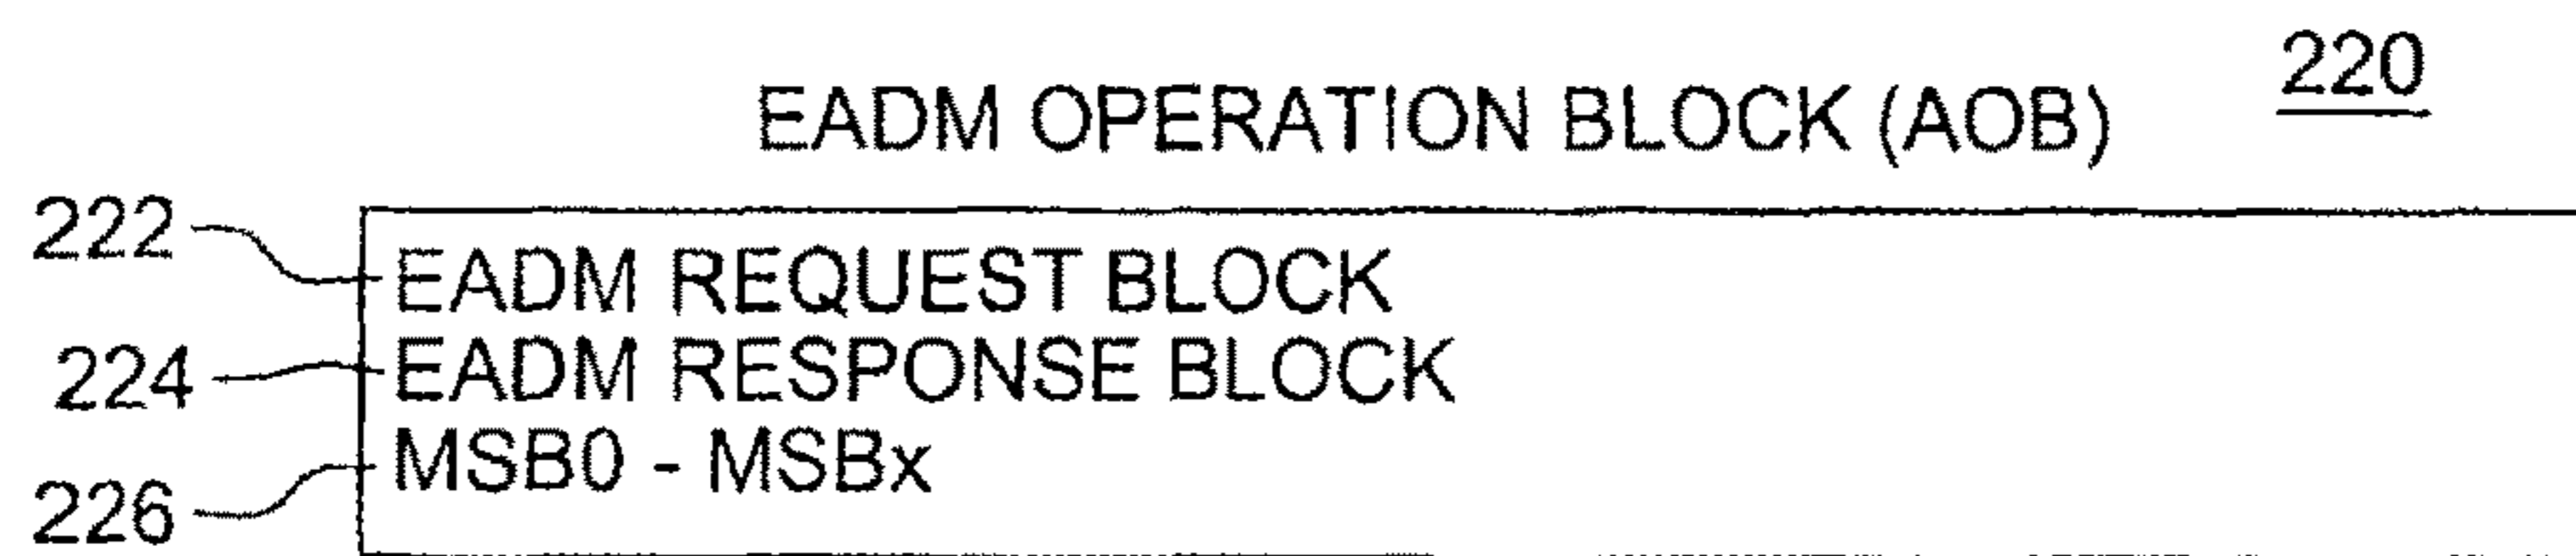 220
EADM OPERATION BLOCK (AOB)
222
EADM REQUEST BLOCK
224
EADM RESPONSE BLOCK
226
MSB0 - MSBx